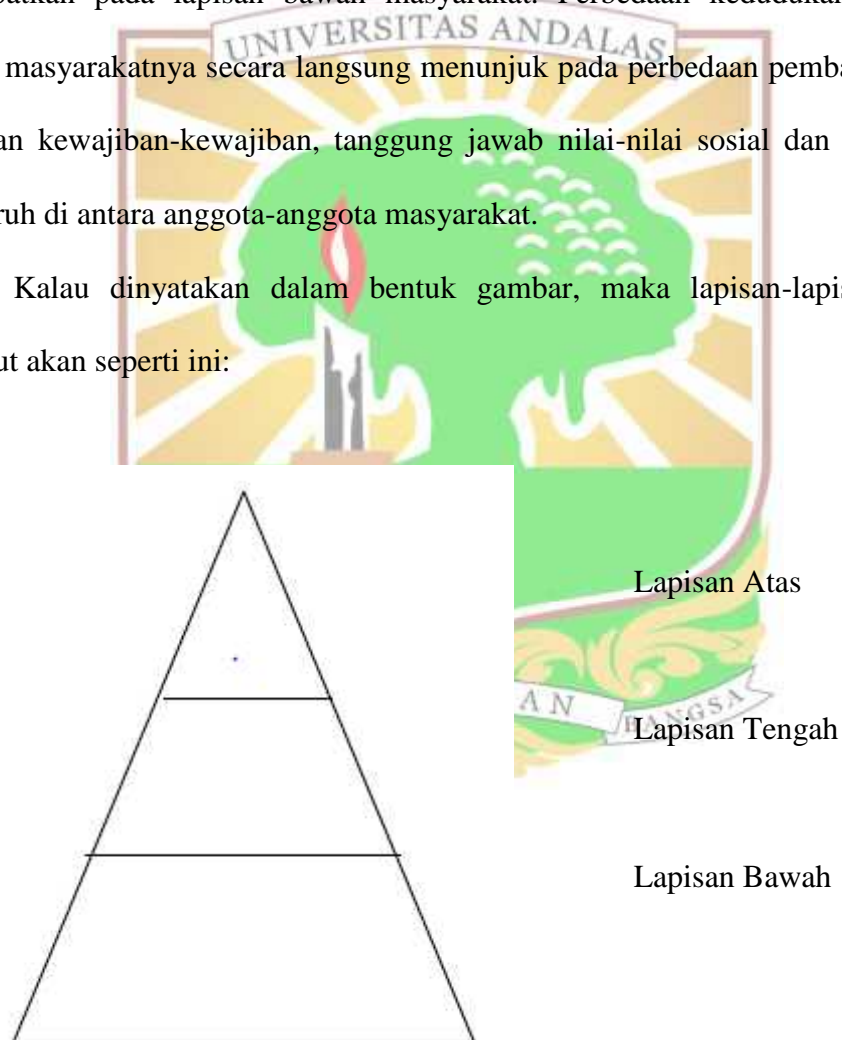 pada lapisan bawah masyarakat. Perbedaan kedudukan
UNIVERSITAS ANDALAS
masyarakatnya secara langsung menunjuk pada perbedaan pemba
an kewajiban-kewajiban, tanggung jawab nilai-nilai sosial dan
ruh di antara anggota-anggota masyarakat.
Kalau dinyatakan dalam bentuk gambar, maka lapisan-lapis
ut akan seperti ini:
Lapisan Atas
AN BANGSA
Lapisan Tengah
Lapisan Bawah